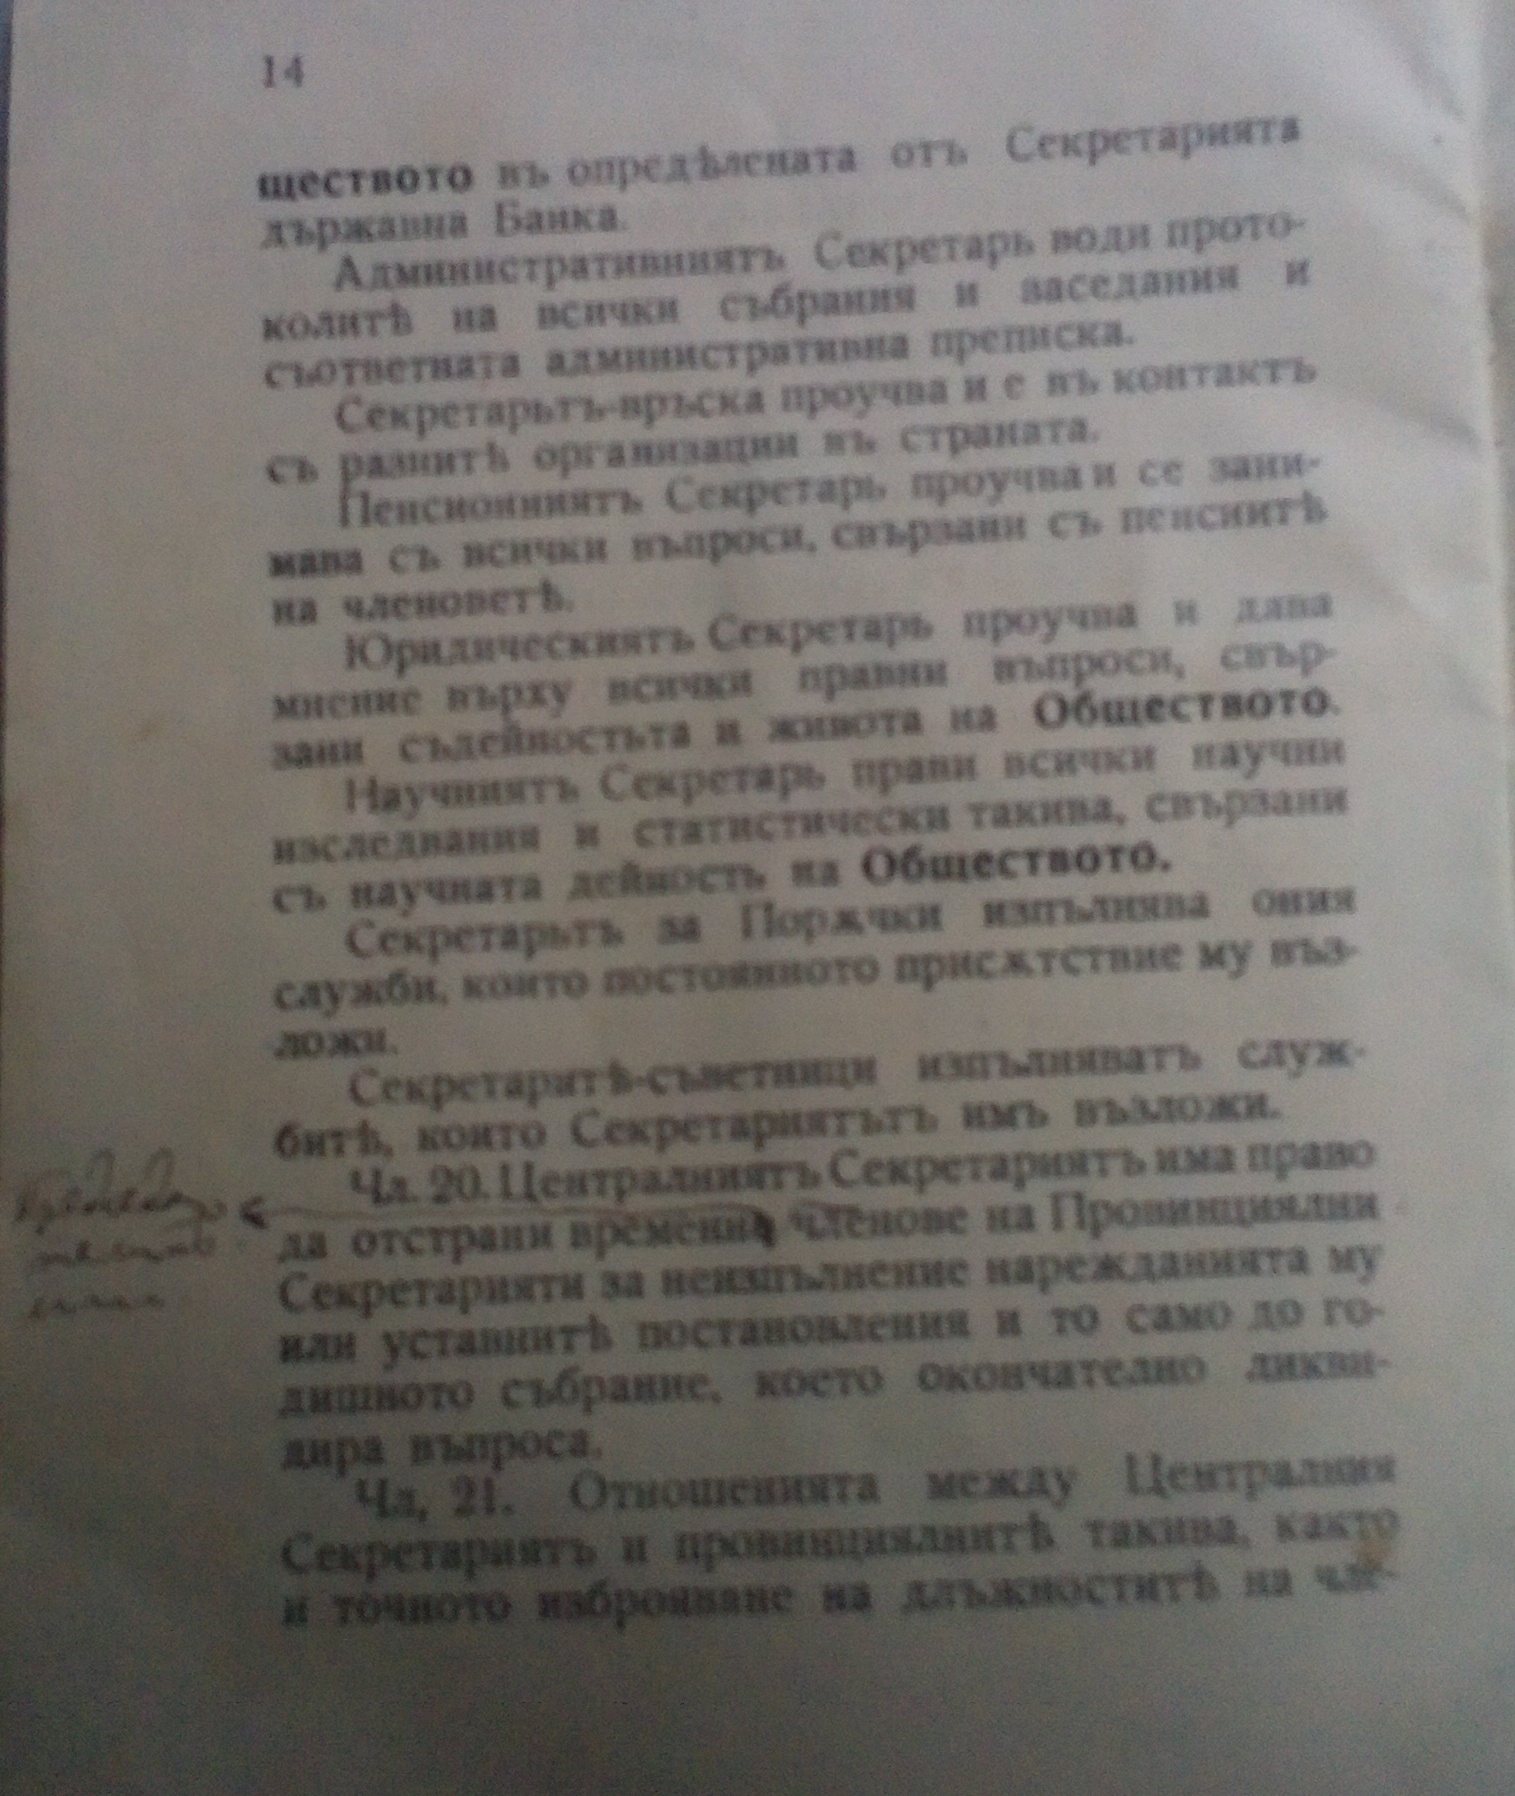 14
ществото въ опредѣлената отъ Секретарията
държавна Банка.
Административниятъ Секретарь води прото-
колитѣ на всички събрания и заседания и
съответната административна преписка.
Секретарьтъ-връзка проучва и е въ контактъ
съ разнитѣ организации въ страната.
Пенсионниятъ Секретарь проучва и се зани-
мава съ всички въпроси, свързани съ пенсиитѣ
на членоветѣ.
Юридическиятъ Секретарь проучва и дава
мнение върху всички правни въпроси, свър-
зани съдейностьта и живота на Обществото.
Научниятъ Секретарь прави всички научни
изследвания и статистически такива, свързани
съ научната дейность на Обществото.
Секретарьтъ за Порѫчки изпълнява ония
служби, които постоянното присѫтствие му въз-
ложи.
Секретаритѣ-съветници изпълняватъ служ-
битѣ, които Секретариятътъ имъ възложи.
Чл. 20. Централниятъ Секретариятъ има право
да отстрани временно членове на Провинциялни
Секретарияти за неизпълнение нарежданията му
или уставнитѣ постановления и то само до го-
дишното събрание, което окончателно ликви-
дира въпроса.
Чл, 21. Отношенията между Централния
Секретариятъ и провинциялнитѣ такива, както
и точното изброяване на длъжноститѣ на чле-